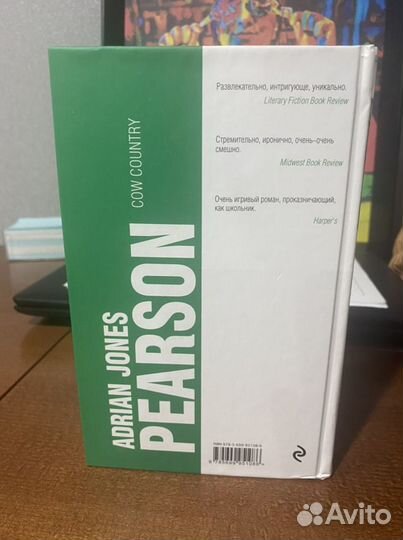 ADRIAN JONES
PEARSON
COW COUNTRY
Развлекательно, интригующе, уникально.
Literary Fiction Book Review
Стремительно, иронично, очень-очень
смешно.
Midwest Book Review
Очень игривый роман, проказничающий,
как школьник.
Harper's
Avito